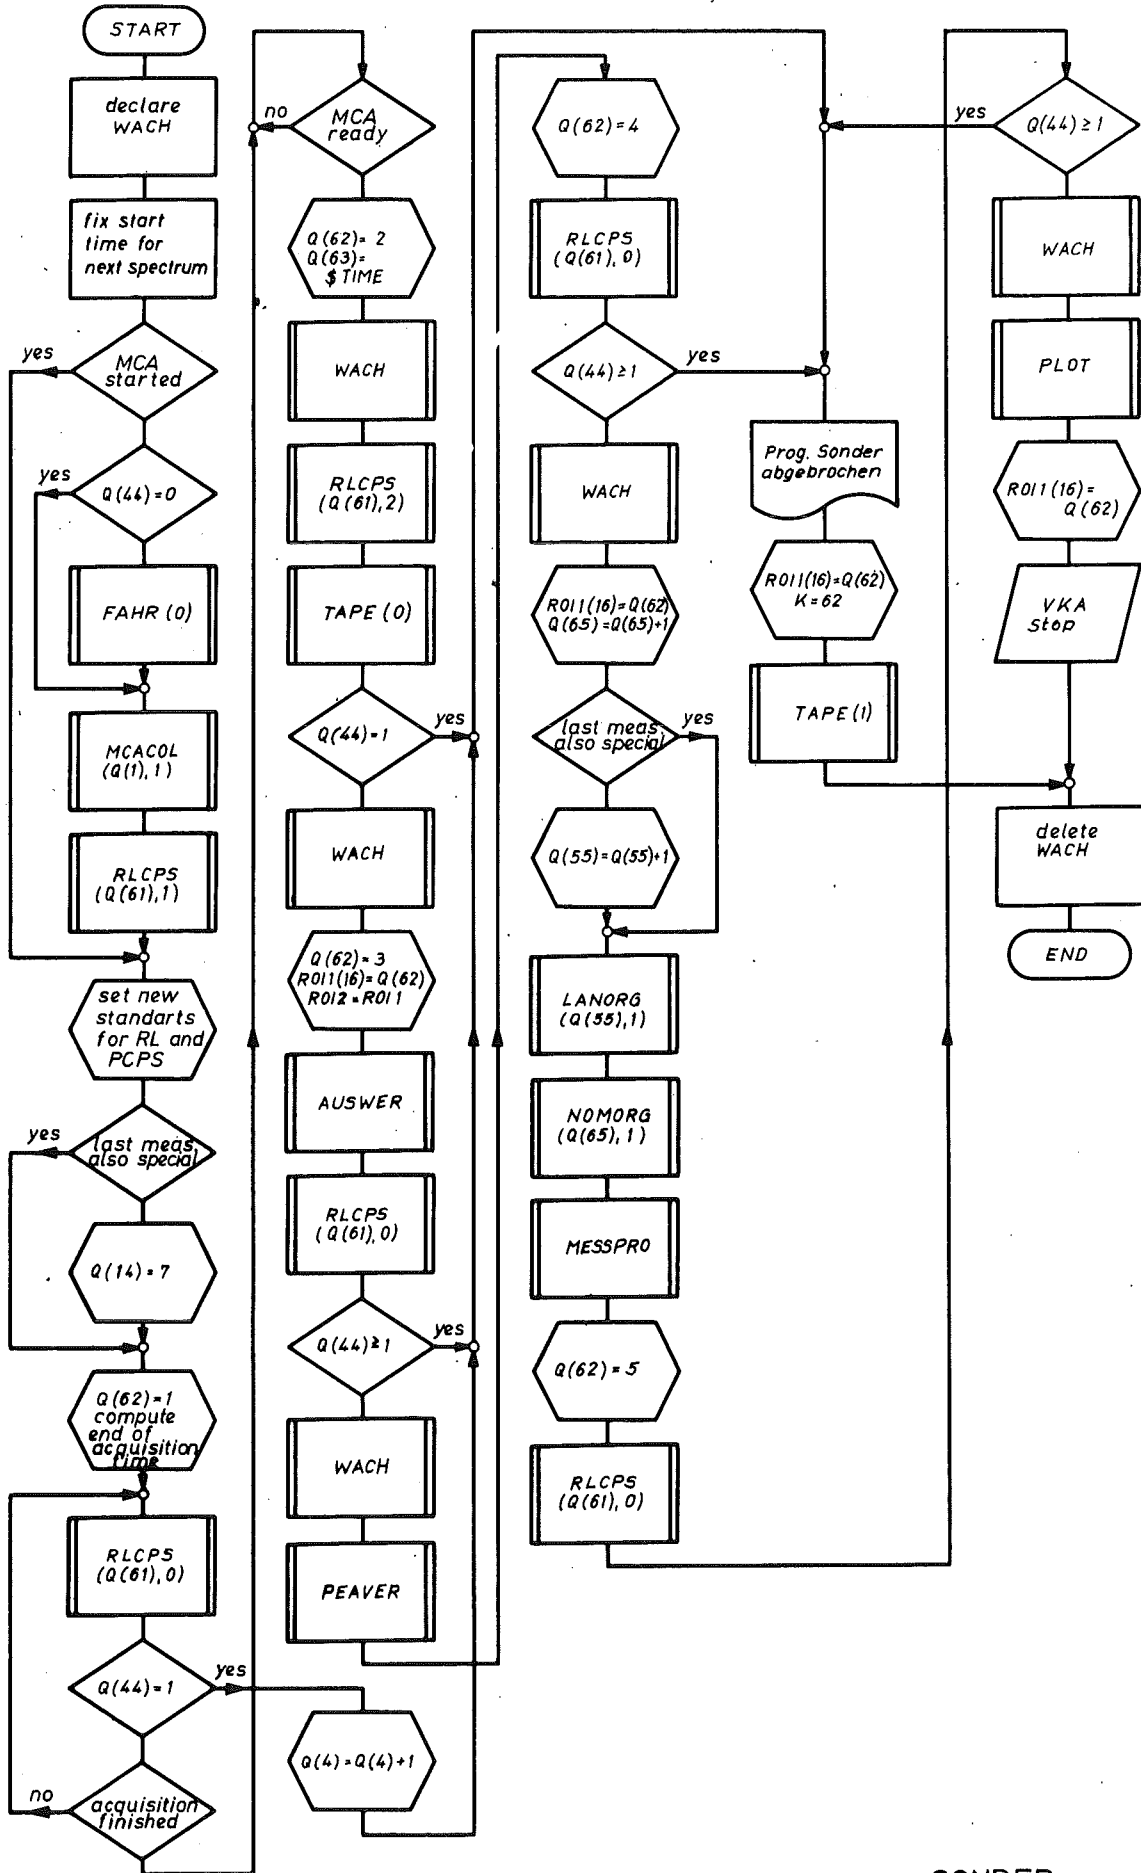 START
declare
WACH
fix start
time for
next spectrum
yes
MCA
started
yes
Q(44)=0
FAHR (0)
MCACOL
(Q(1),1)
RLCPS
(Q(61),1)
set new
standarts
for RL and
PCPS
yes
last meas.
also special
Q(14)=7
Q(62)=1
compute
end of
acquisition
time
RLCPS
(Q(61),0)
Q(44)=1
yes
no
acquisition
finished
no
MCA
ready
Q(62)=2
Q(63)=
$TIME
WACH
RLCPS
(Q(61),2)
TAPE (0)
Q(44)=1
yes
WACH
Q(62)=3
ROI1(16)=Q(62)
ROI2=ROI1
AUSWER
RLCPS
(Q(61),0)
Q(44)≥1
yes
WACH
PEAVER
Q(4)=Q(4)+1
Q(62)=4
RLCPS
(Q(61),0)
Q(44)≥1
yes
WACH
ROI1(16)=Q(62)
Q(65)=Q(65)+1
last meas.
also special
yes
Q(55)=Q(55)+1
LANORG
(Q(55),1)
NOMORG
(Q(65),1)
MESSPRO
Q(62)=5
RLCPS
(Q(61),0)
Prog. Sonder
abgebrochen
ROI1(16)=Q(62)
K=62
TAPE (1)
yes
Q(44)≥1
WACH
PLOT
ROI1(16)=
Q(62)
VKA
stop
delete
WACH
END